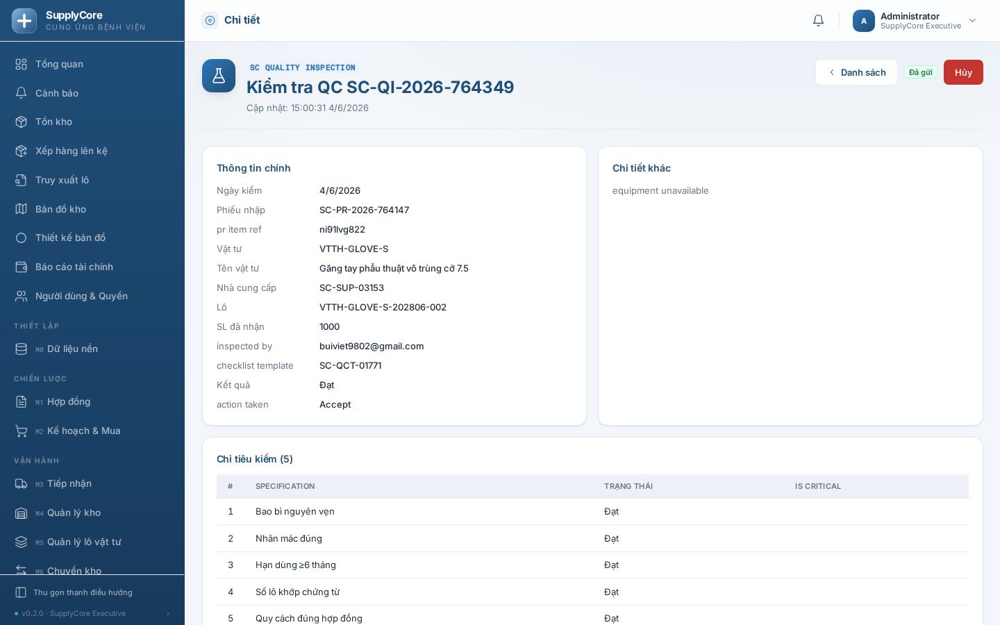 SupplyCore
CUNG ỨNG BỆNH VIỆN
Tổng quan
Cảnh báo
Tồn kho
Xếp hàng lên kệ
Truy xuất lô
Bản đồ kho
Thiết kế bản đồ
Báo cáo tài chính
Người dùng & Quyền
THIẾT LẬP
M0 Dữ liệu nền
CHIẾN LƯỢC
M1 Hợp đồng
M2 Kế hoạch & Mua
VẬN HÀNH
M3 Tiếp nhận
M4 Quản lý kho
M5 Quản lý lô vật tư
M6 Chuyển kho
Thu gọn thanh điều hướng
v0.2.0 · SupplyCore Executive
Chi tiết
A
Administrator
SupplyCore Executive
SC QUALITY INSPECTION
Kiểm tra QC SC-QI-2026-764349
Cập nhật: 15:00:31 4/6/2026
Danh sách
Đã gửi
Hủy
Thông tin chính
Ngày kiểm 4/6/2026
Phiếu nhập SC-PR-2026-764147
pr item ref ni91lvg822
Vật tư VTTH-GLOVE-S
Tên vật tư Găng tay phẫu thuật vô trùng cỡ 7.5
Nhà cung cấp SC-SUP-03153
Lô VTTH-GLOVE-S-202806-002
SL đã nhận 1000
inspected by buiviet9802@gmail.com
checklist template SC-QCT-01771
Kết quả Đạt
action taken Accept
Chi tiết khác
equipment unavailable
Chỉ tiêu kiểm (5)
# SPECIFICATION TRẠNG THÁI IS CRITICAL
1 Bao bì nguyên vẹn Đạt
2 Nhãn mác đúng Đạt
3 Hạn dùng ≥6 tháng Đạt
4 Số lô khớp chứng từ Đạt
5 Quy cách đúng hợp đồng Đạt